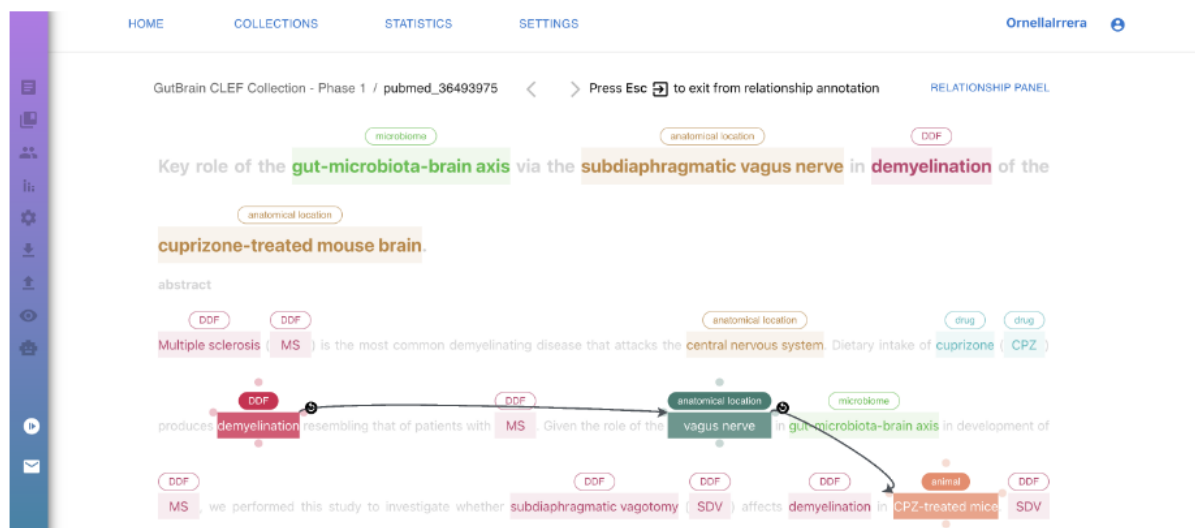 HOME COLLECTIONS STATISTICS SETTINGS OrnellaIrrera
GutBrain CLEF Collection - Phase 1 / pubmed_36493975 Press Esc to exit from relationship annotation RELATIONSHIP PANEL
microbiome anatomical location DDF
Key role of the gut-microbiota-brain axis via the subdiaphragmatic vagus nerve in demyelination of the
anatomical location
cuprizone-treated mouse brain.
abstract
DDF DDF anatomical location drug drug
Multiple sclerosis ( MS ) is the most common demyelinating disease that attacks the central nervous system. Dietary intake of cuprizone ( CPZ )
DDF DDF anatomical location microbiome
produces demyelination resembling that of patients with MS . Given the role of the vagus nerve in gut-microbiota-brain axis in development of
DDF DDF DDF DDF animal DDF
MS , we performed this study to investigate whether subdiaphragmatic vagotomy ( SDV ) affects demyelination in CPZ-treated mice. SDV